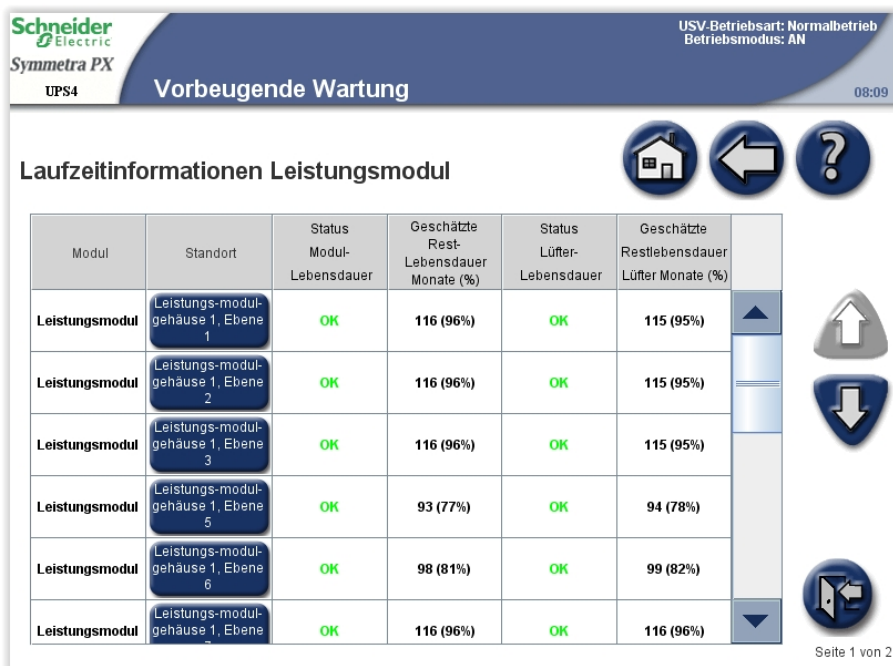 Schneider
Electric
Symmetra PX
UPS4
Vorbeugende Wartung
USV-Betriebsart: Normalbetrieb
Betriebsmodus: AN
08:09
Laufzeitinformationen Leistungsmodul
?
Modul
Standort
Status
Modul-
Lebensdauer
Geschätzte
Rest-
Lebensdauer
Monate (%)
Status
Lüfter-
Lebensdauer
Geschätzte
Restlebensdauer
Lüfter Monate (%)
Leistungsmodul
Leistungs-modul-
gehäuse 1, Ebene
1
OK
116 (96%)
OK
115 (95%)
Leistungsmodul
Leistungs-modul-
gehäuse 1, Ebene
2
OK
116 (96%)
OK
115 (95%)
Leistungsmodul
Leistungs-modul-
gehäuse 1, Ebene
3
OK
116 (96%)
OK
115 (95%)
Leistungsmodul
Leistungs-modul-
gehäuse 1, Ebene
5
OK
93 (77%)
OK
94 (78%)
Leistungsmodul
Leistungs-modul-
gehäuse 1, Ebene
6
OK
98 (81%)
OK
99 (82%)
Leistungsmodul
Leistungs-modul-
gehäuse 1, Ebene
OK
116 (96%)
OK
116 (96%)
Seite 1 von 2